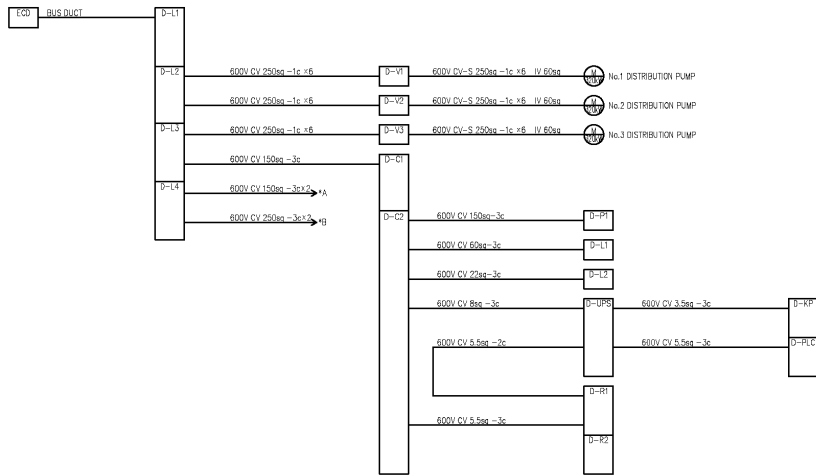 ECD BUS DUCT D-L1
D-L2 600V CV 250sq -1c ×6 D-V1 600V CV-S 250sq -1c ×6 IV 60sq M 320kW No.1 DISTRIBUTION PUMP
600V CV 250sq -1c ×6 D-V2 600V CV-S 250sq -1c ×6 IV 60sq M 320kW No.2 DISTRIBUTION PUMP
D-L3 600V CV 250sq -1c ×6 D-V3 600V CV-S 250sq -1c ×6 IV 60sq M 320kW No.3 DISTRIBUTION PUMP
600V CV 150sq -3c D-C1
D-L4 600V CV 150sq -3c×2 *A
600V CV 250sq -3c×2 *B
D-C2 600V CV 150sq-3c D-P1
600V CV 60sq-3c D-L1
600V CV 22sq-3c D-L2
600V CV 8sq -3c D-UPS 600V CV 3.5sq -3c D-KP
600V CV 5.5sq -2c 600V CV 5.5sq -3c D-PLC
D-R1
600V CV 5.5sq -3c
D-R2